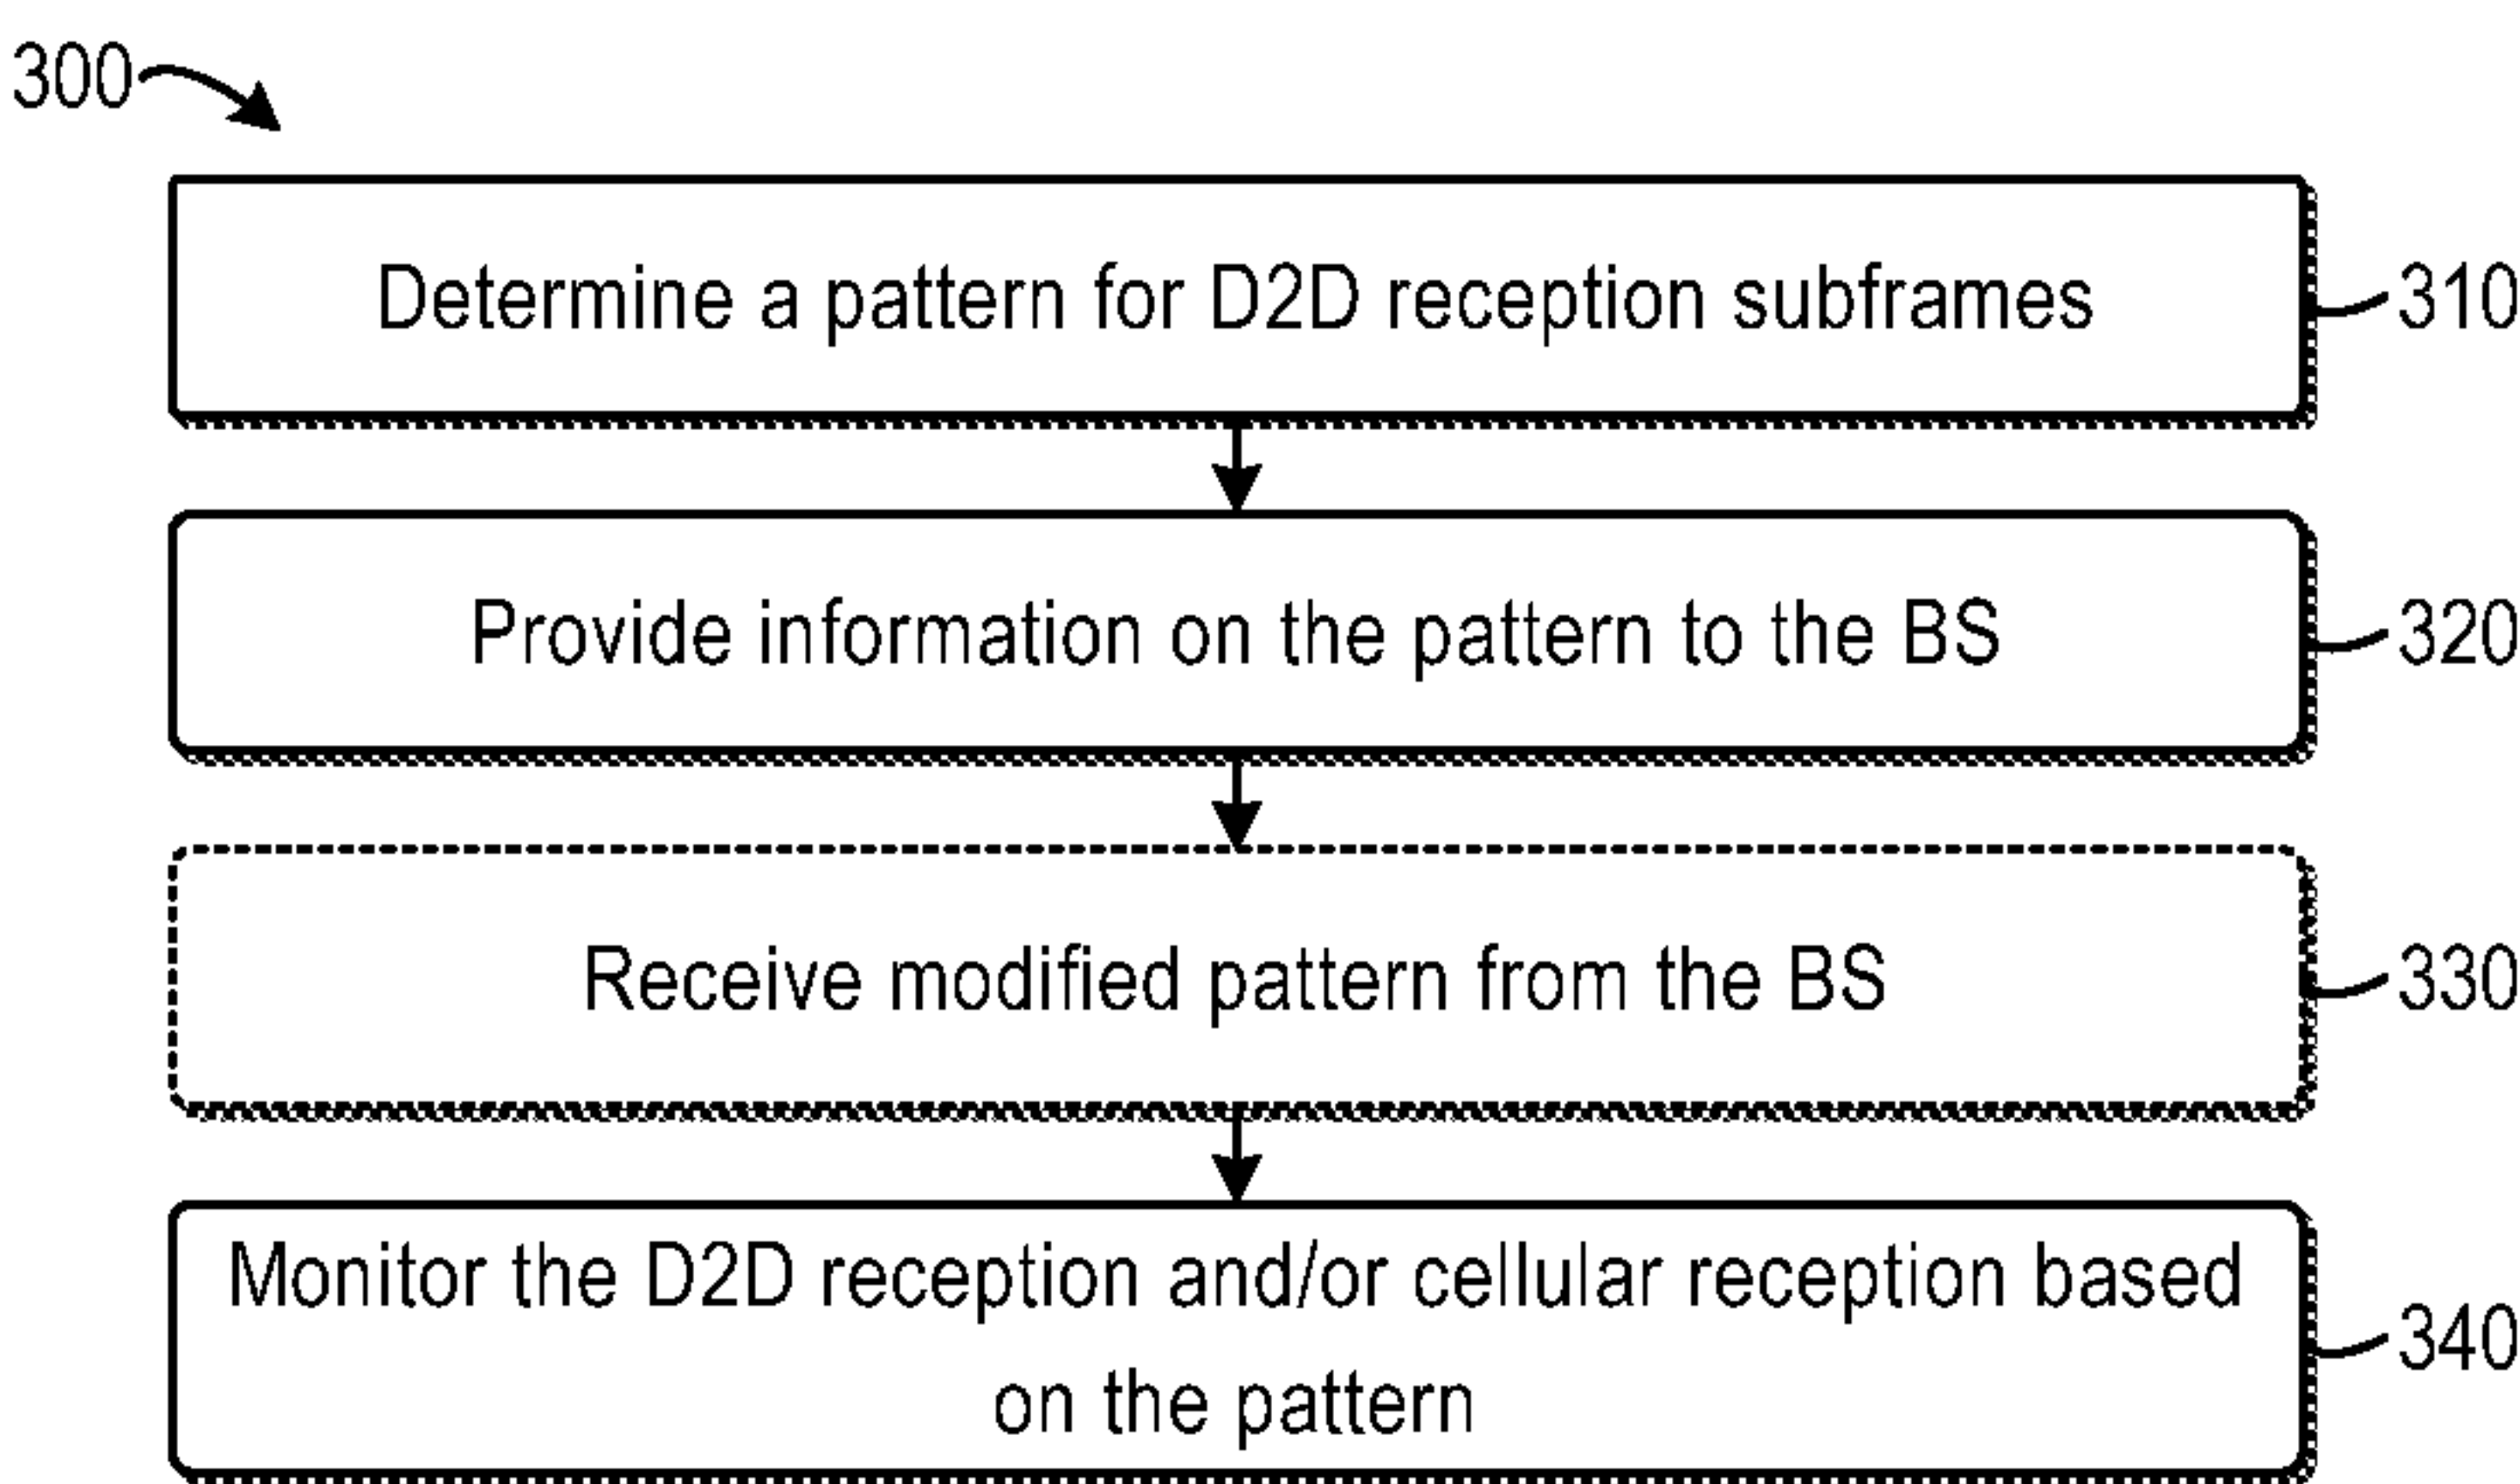 300
Determine a pattern for D2D reception subframes
310
Provide information on the pattern to the BS
320
Receive modified pattern from the BS
330
Monitor the D2D reception and/or cellular reception based
on the pattern
340